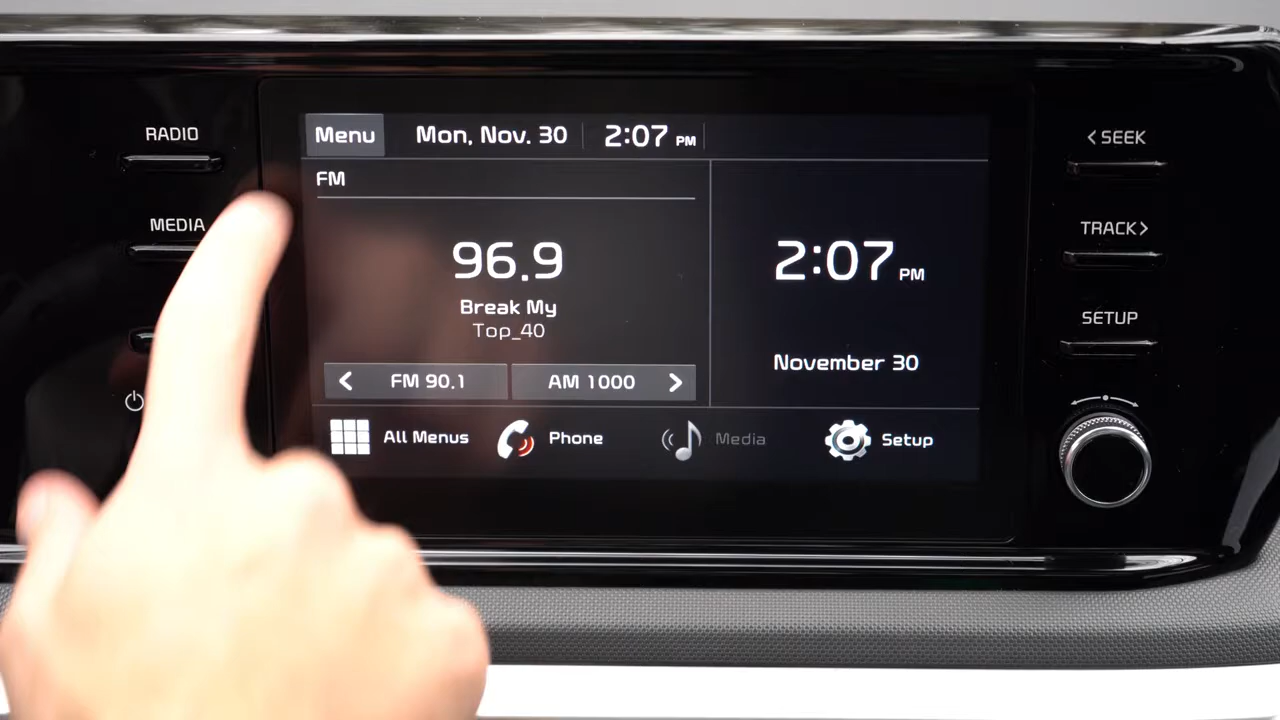 RADIO
MEDIA
Menu Mon, Nov. 30 2:07 PM
FM
96.9
Break My
Top_40
FM 90.1 AM 1000
2:07 PM
November 30
All Menus Phone Media Setup
< SEEK
TRACK >
SETUP